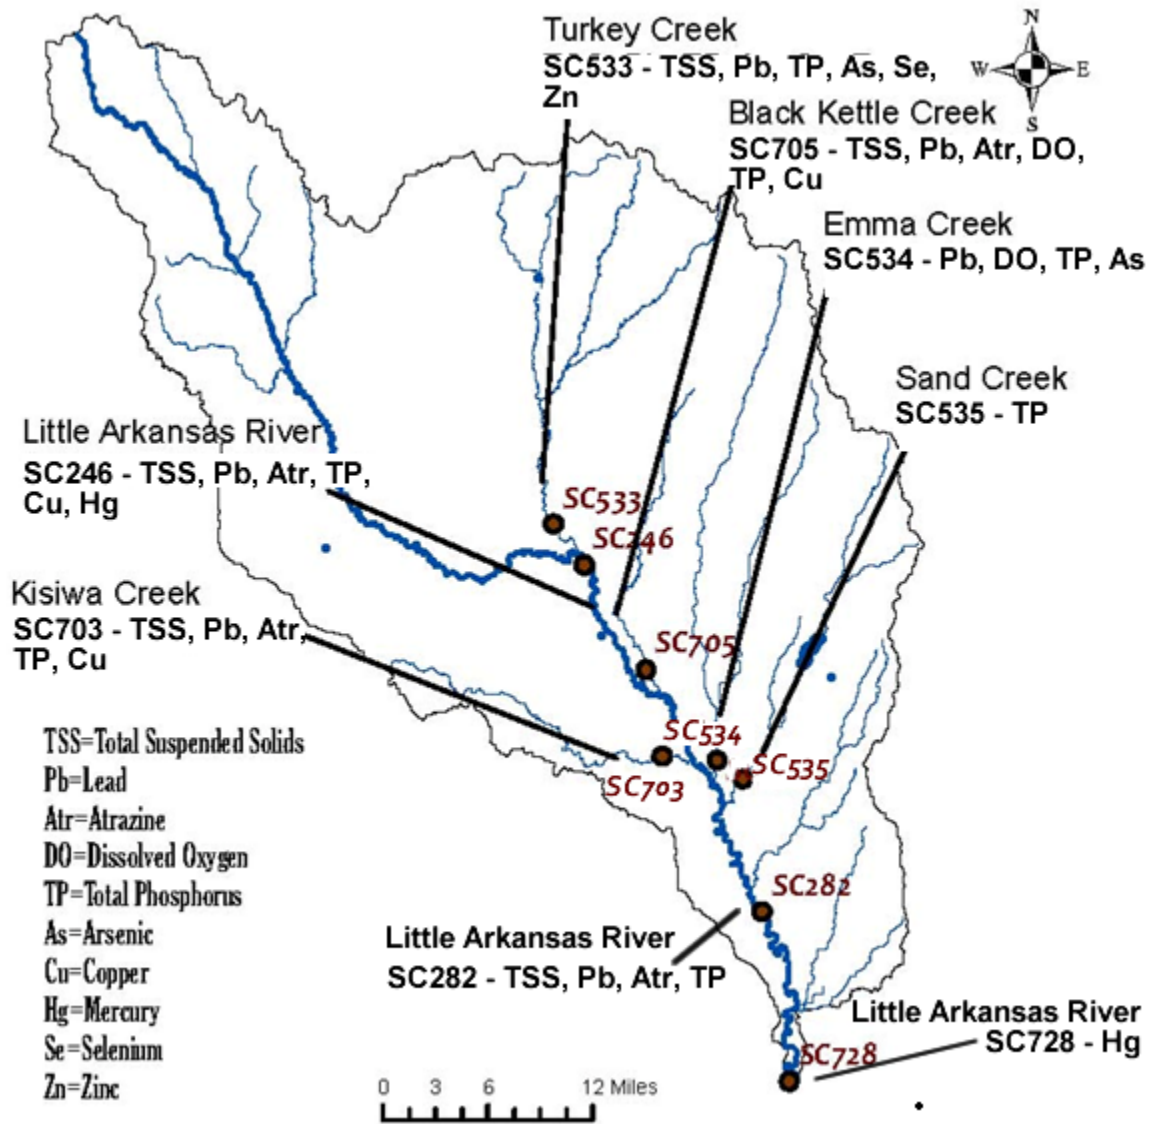 Turkey Creek
SC533 - TSS, Pb, TP, As, Se,
Zn
N
W
E
S
Black Kettle Creek
SC705 - TSS, Pb, Atr, DO,
TP, Cu
Emma Creek
SC534 - Pb, DO, TP, As
Sand Creek
SC535 - TP
Little Arkansas River
SC246 - TSS, Pb, Atr, TP,
Cu, Hg
SC533
SC246
Kisiwa Creek
SC703 - TSS, Pb, Atr,
TP, Cu
SC705
SC534
SC535
SC703
TSS=Total Suspended Solids
Pb=Lead
Atr=Atrazine
DO=Dissolved Oxygen
TP=Total Phosphorus
As=Arsenic
Cu=Copper
Hg=Mercury
Se=Selenium
Zn=Zinc
SC282
Little Arkansas River
SC282 - TSS, Pb, Atr, TP
Little Arkansas River
SC728 - Hg
SC728
0 3 6 12 Miles